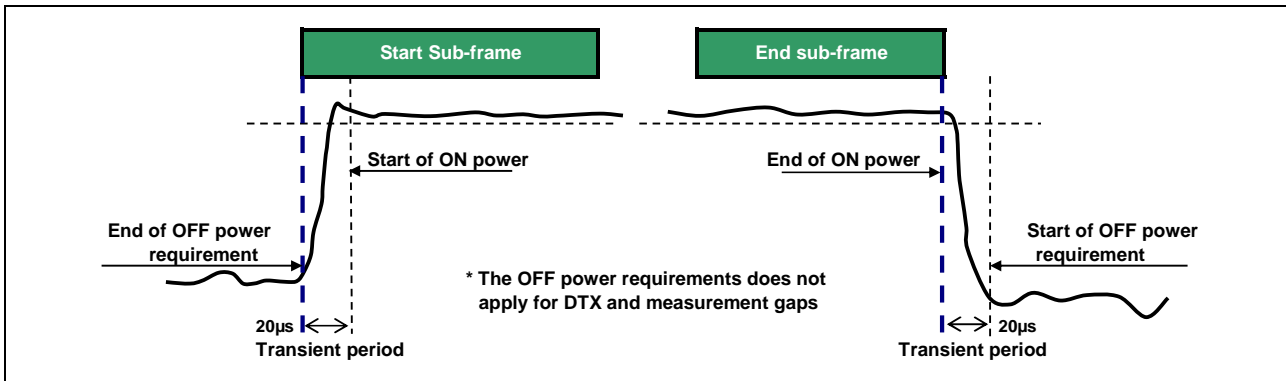 Start Sub-frame
End sub-frame
Start of ON power
End of ON power
End of OFF power
requirement
Start of OFF power
requirement
* The OFF power requirements does not
apply for DTX and measurement gaps
20µs
Transient period
20µs
Transient period